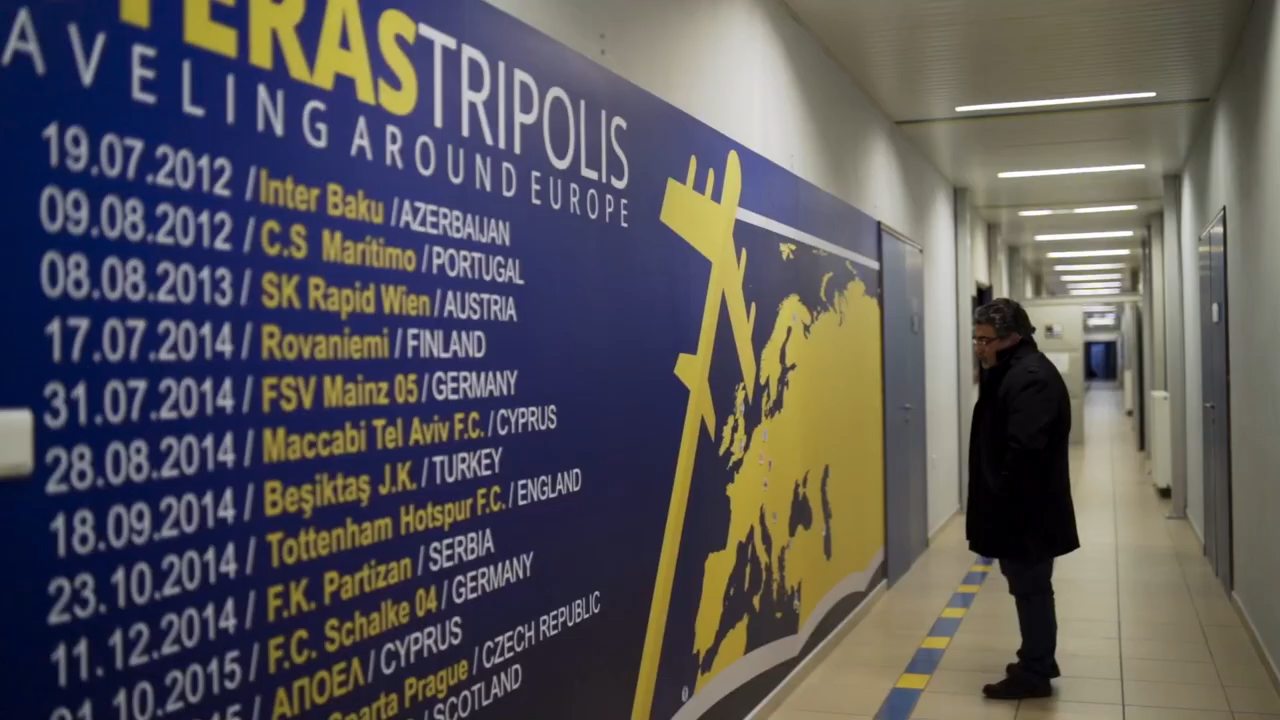 TERASTRIPOLIS
AVELING AROUND EUROPE
19.07.2012 / Inter Baku / AZERBAIJAN
09.08.2012 / C.S Marítimo / PORTUGAL
08.08.2013 / SK Rapid Wien / AUSTRIA
17.07.2014 / Rovaniemi / FINLAND
31.07.2014 / FSV Mainz 05 / GERMANY
28.08.2014 / Maccabi Tel Aviv F.C. / CYPRUS
18.09.2014 / Beşiktaş J.K. / TURKEY
23.10.2014 / Tottenham Hotspur F.C. / ENGLAND
11.12.2014 / F.K. Partizan / SERBIA
.10.2015 / F.C. Schalke 04 / GERMANY
/ ΑΠΟΕΛ / CYPRUS
Sparta Prague / CZECH REPUBLIC
/ SCOTLAND